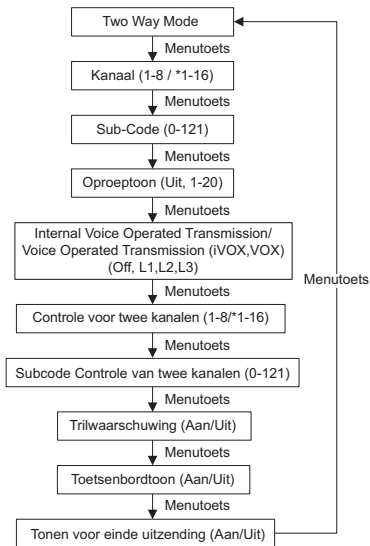 Two Way Mode
Menutoets
Kanaal (1-8 / *1-16)
Menutoets
Sub-Code (0-121)
Menutoets
Oproeptoon (Uit, 1-20)
Menutoets
Internal Voice Operated Transmission/
Voice Operated Transmission (iVOX,VOX)
(Off, L1,L2,L3)
Menutoets
Menutoets
Controle voor twee kanalen (1-8/*1-16)
Menutoets
Subcode Controle van twee kanalen (0-121)
Menutoets
Trilwaarschuwing (Aan/Uit)
Menutoets
Toetsenbordtoon (Aan/Uit)
Menutoets
Tonen voor einde uitzending (Aan/Uit)